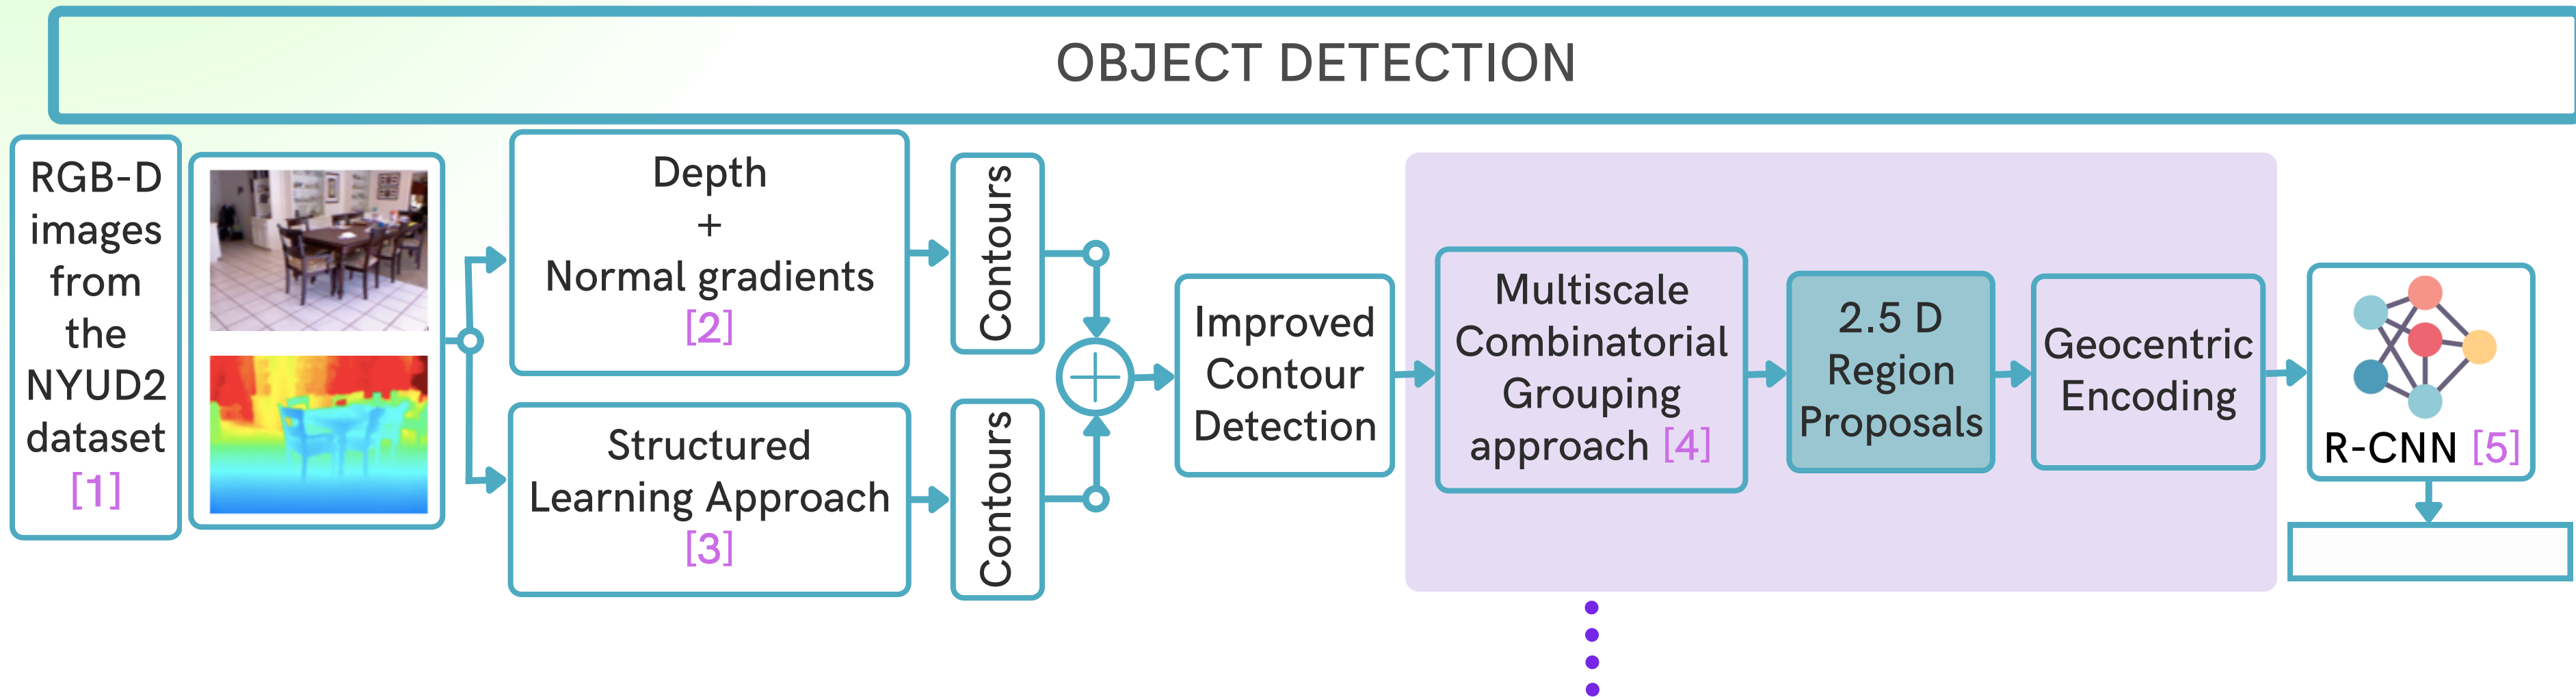 OBJECT DETECTION
RGB-D
images
from
the
NYUD2
dataset
[1]
Depth
+
Normal gradients
[2]
Structured
Learning Approach
[3]
Contours
Contours
Improved
Contour
Detection
Multiscale
Combinatorial
Grouping
approach [4]
2.5 D
Region
Proposals
Geocentric
Encoding
R-CNN [5]